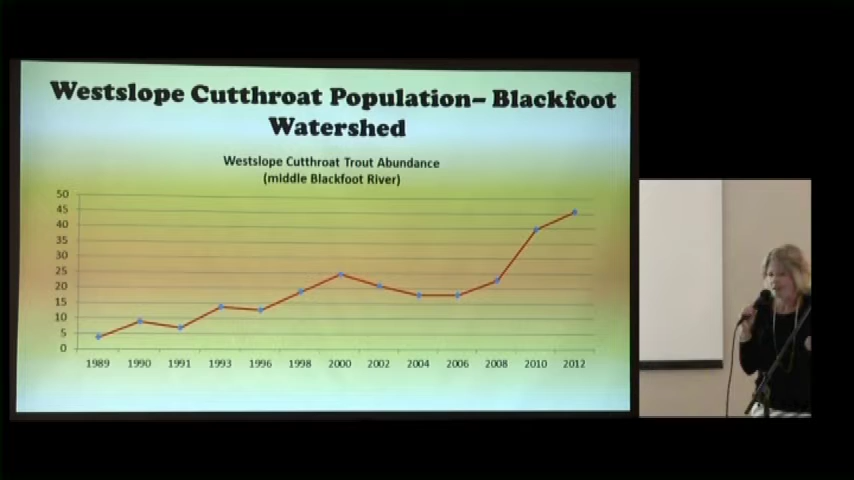 Westslope Cutthroat Population– Blackfoot
Watershed
Westslope Cutthroat Trout Abundance
(middle Blackfoot River)
50
45
40
35
30
25
20
15
10
5
0
1989 1990 1991 1993 1996 1998 2000 2002 2004 2006 2008 2010 2012